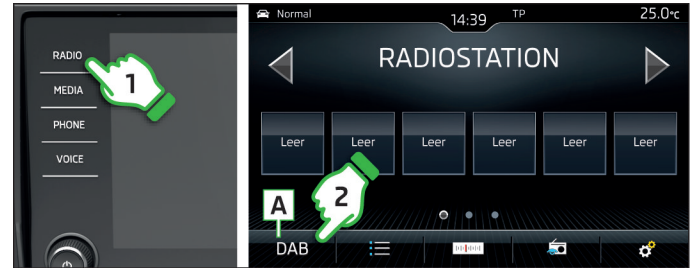 RADIO
MEDIA
PHONE
VOICE
1
Normal
14:39
TP
25.0°C
RADIOSTATION
Leer Leer Leer Leer Leer Leer
A
2
DAB